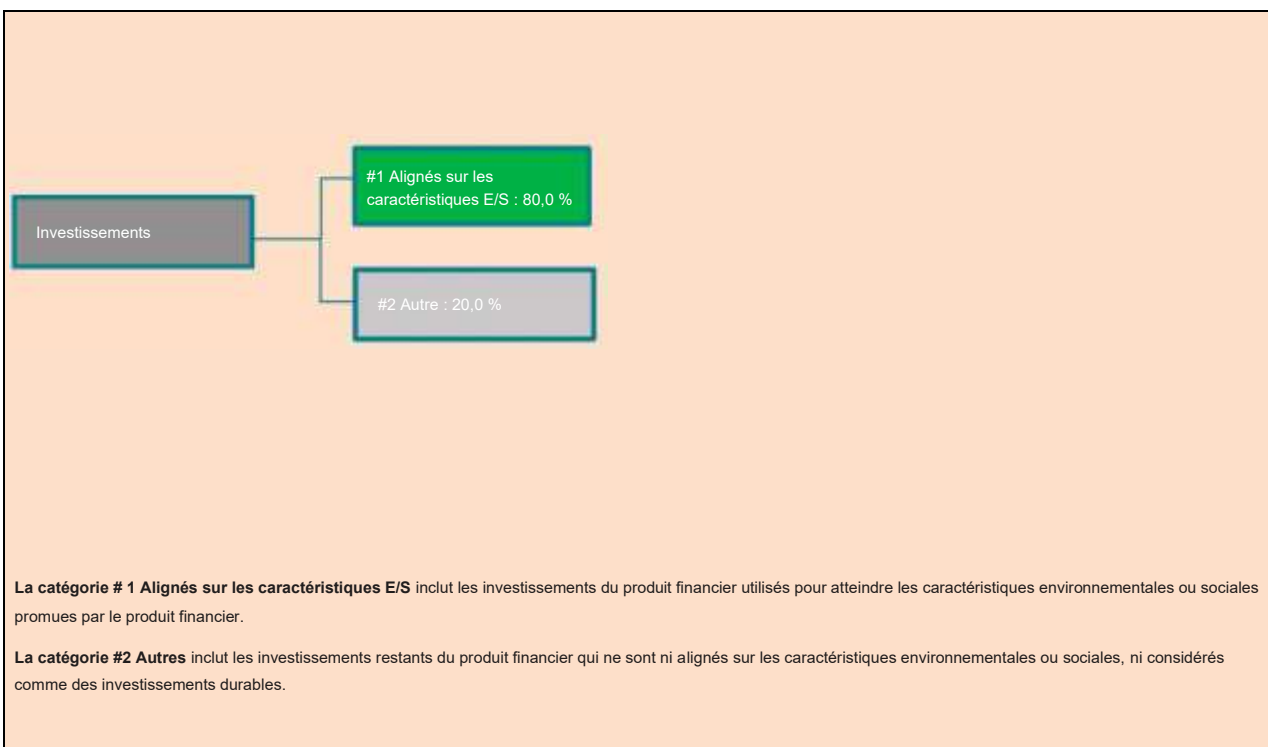 #1 Alignés sur les
caractéristiques E/S : 80,0 %
Investissements
#2 Autre : 20,0 %
La catégorie # 1 Alignés sur les caractéristiques E/S inclut les investissements du produit financier utilisés pour atteindre les caractéristiques environnementales ou sociales
promues par le produit financier.
La catégorie #2 Autres inclut les investissements restants du produit financier qui ne sont ni alignés sur les caractéristiques environnementales ou sociales, ni considérés
comme des investissements durables.